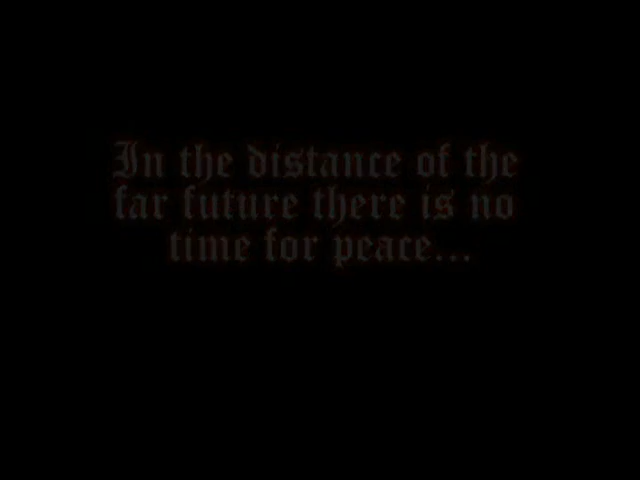 In the distance of the
far future there is no
time for peace...